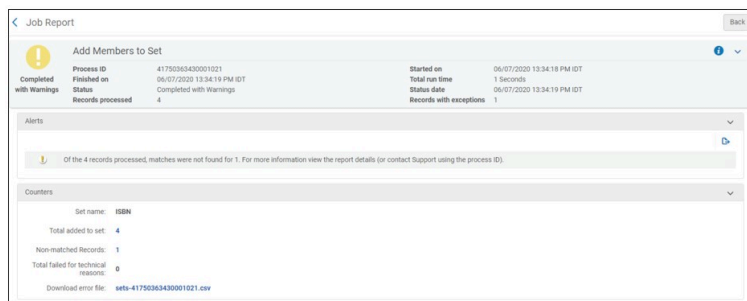 Job Report
Back
Add Members to Set
Completed with Warnings
Process ID 41750363430001021 Started on 06/07/2020 13:34:18 PM IDT
Finished on 06/07/2020 13:34:19 PM IDT Total run time 1 Seconds
Status Completed with Warnings Status date 06/07/2020 13:34:19 PM IDT
Records processed 4 Records with exceptions 1
Alerts
Of the 4 records processed, matches were not found for 1. For more information view the report details (or contact Support using the process ID).
Counters
Set name: ISBN
Total added to set: 4
Non-matched Records: 1
Total failed for technical reasons: 0
Download error file: sets-41750363430001021.csv